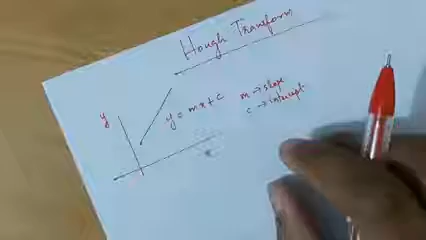 Hough Transform
y
y = mx + c
m → slope
c → intercept